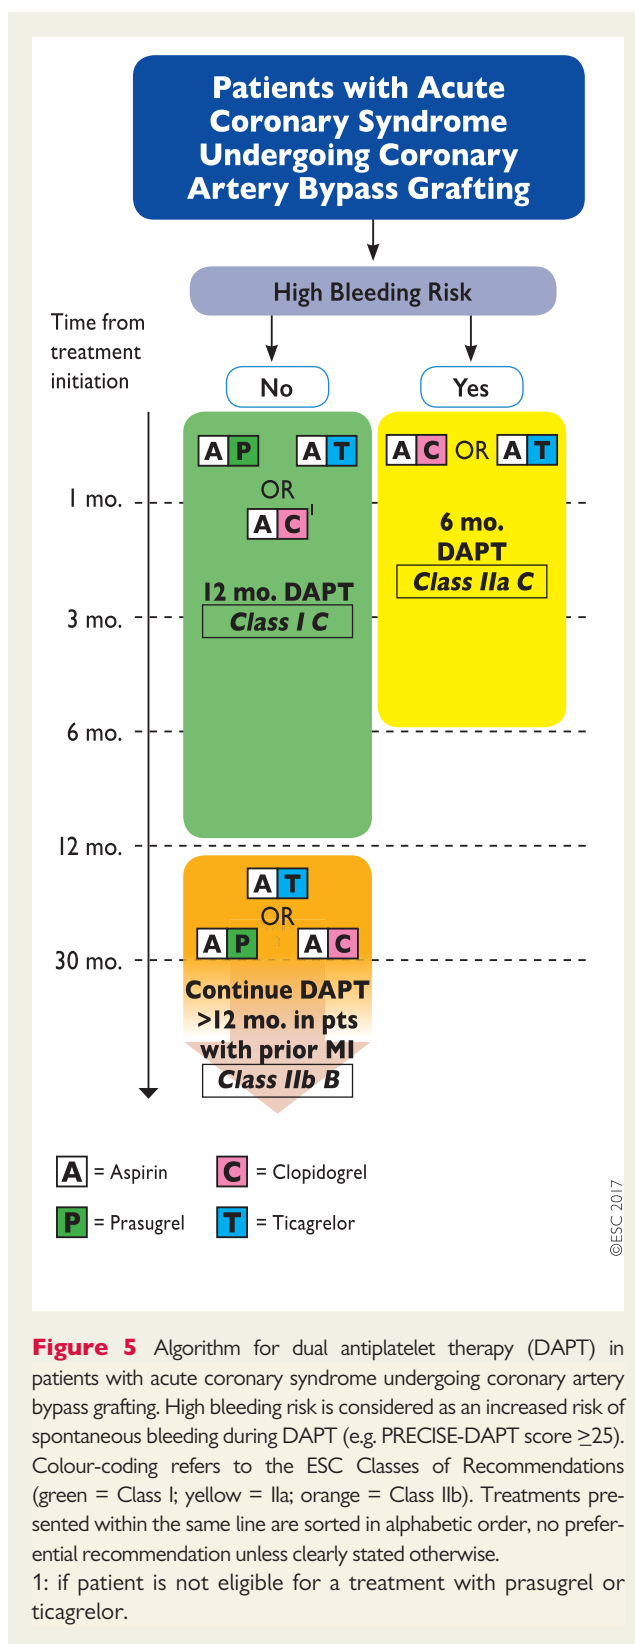 Patients with Acute
Coronary Syndrome
Undergoing Coronary
Artery Bypass Grafting
High Bleeding Risk
Time from
treatment
initiation
No
Yes
A P A T
OR
A C 1
12 mo. DAPT
Class I C
A C OR A T
6 mo.
DAPT
Class IIa C
1 mo.
3 mo.
6 mo.
12 mo.
30 mo.
A T
OR
A P A C
Continue DAPT
>12 mo. in pts
with prior MI
Class IIb B
A = Aspirin C = Clopidogrel
P = Prasugrel T = Ticagrelor
©ESC 2017
Figure 5 Algorithm for dual antiplatelet therapy (DAPT) in
patients with acute coronary syndrome undergoing coronary artery
bypass grafting. High bleeding risk is considered as an increased risk of
spontaneous bleeding during DAPT (e.g. PRECISE-DAPT score ≥25).
Colour-coding refers to the ESC Classes of Recommendations
(green = Class I; yellow = IIa; orange = Class IIb). Treatments pre-
sented within the same line are sorted in alphabetic order, no prefer-
ential recommendation unless clearly stated otherwise.
1: if patient is not eligible for a treatment with prasugrel or
ticagrelor.